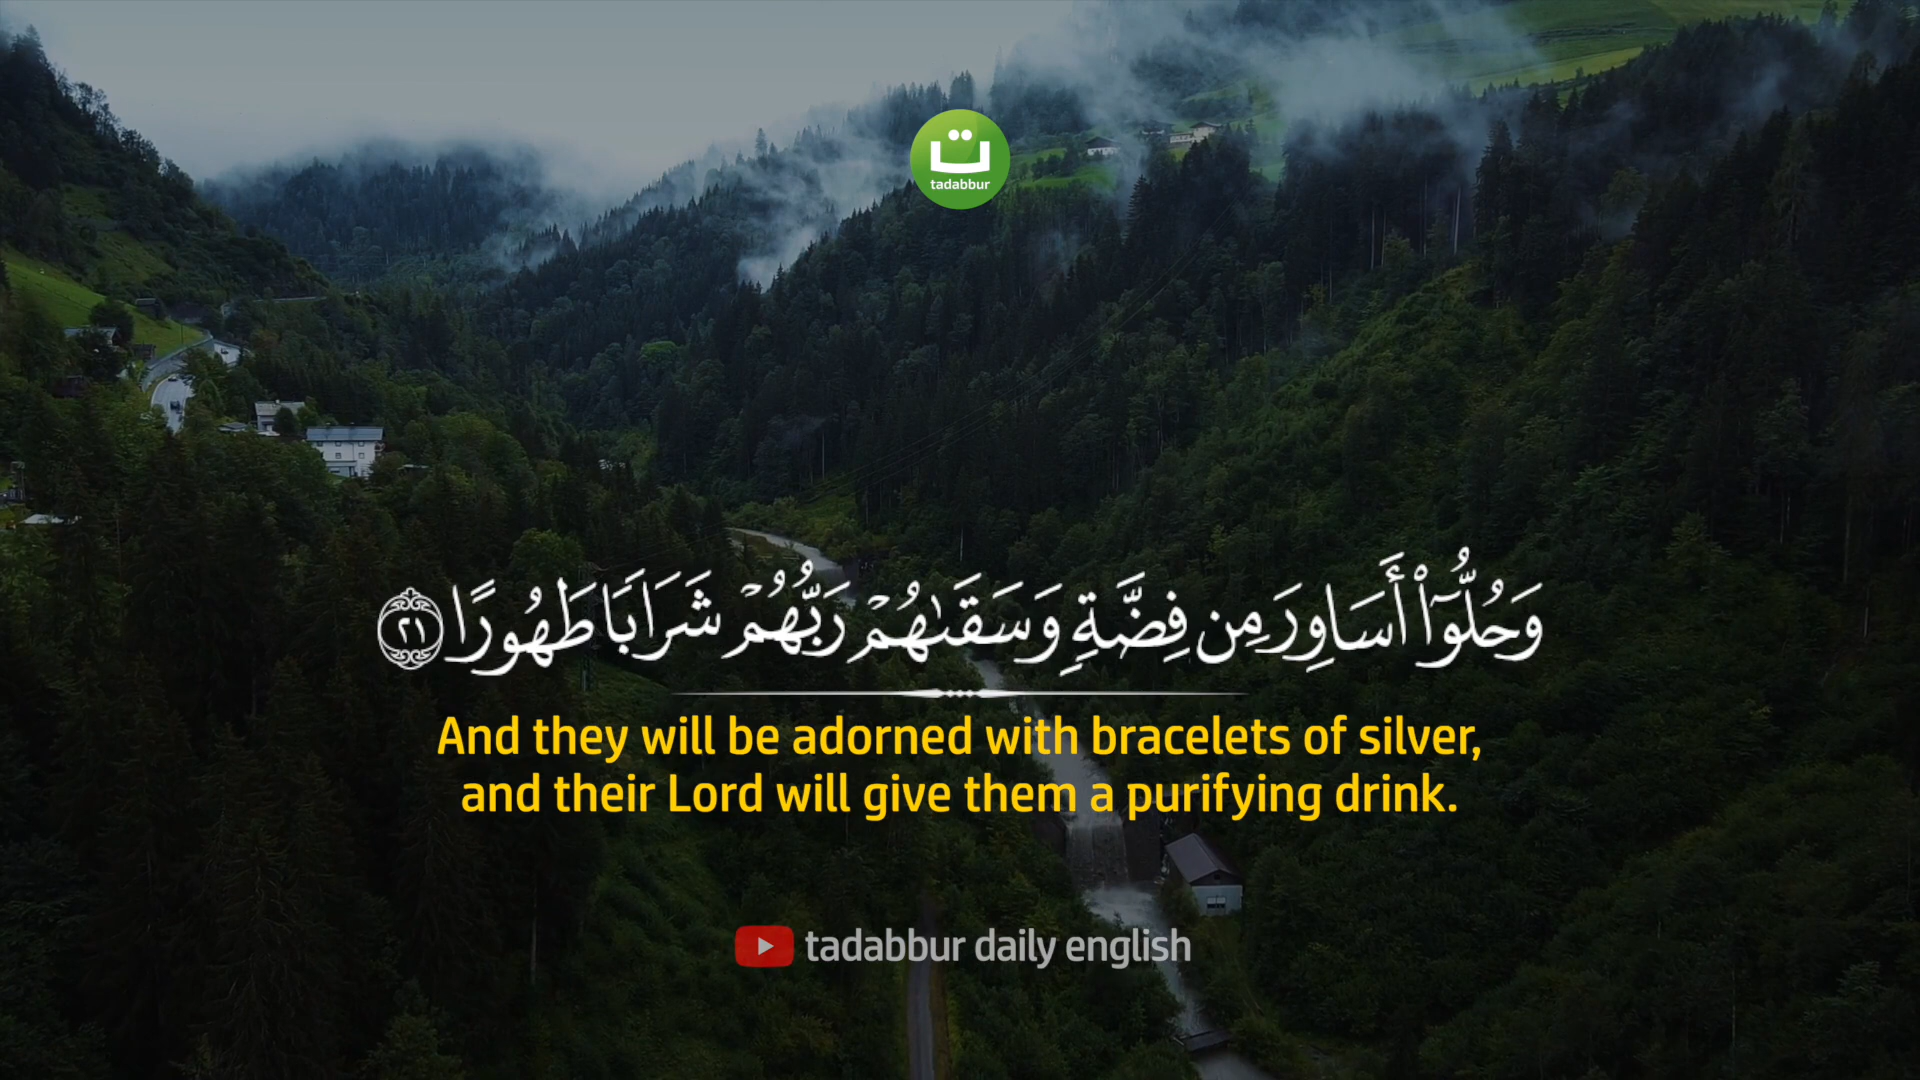 tadabbur
وَحُلُّوٓا۟ أَسَاوِرَ مِن فِضَّةٍ وَسَقَىٰهُمْ رَبُّهُمْ شَرَابًا طَهُورًا ٢١
And they will be adorned with bracelets of silver,
and their Lord will give them a purifying drink.
tadabbur daily english